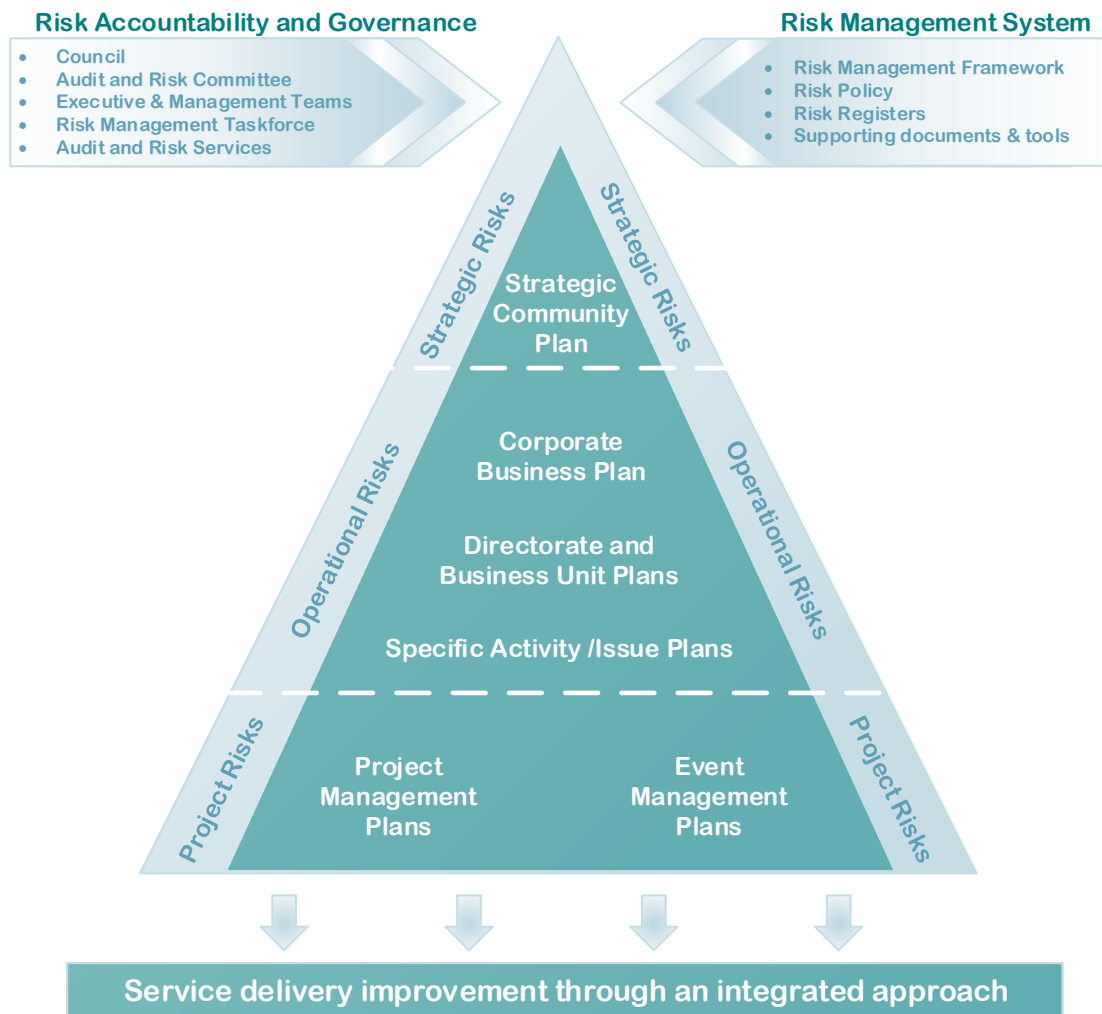 Risk Accountability and Governance
• Council
• Audit and Risk Committee
• Executive & Management Teams
• Risk Management Taskforce
• Audit and Risk Services
Risk Management System
• Risk Management Framework
• Risk Policy
• Risk Registers
• Supporting documents & tools
Strategic Risks
Strategic Risks
Strategic
Community
Plan
Operational Risks
Operational Risks
Corporate
Business Plan
Directorate and
Business Unit Plans
Specific Activity /Issue Plans
Project Risks
Project Risks
Project
Management
Plans
Event
Management
Plans
Service delivery improvement through an integrated approach